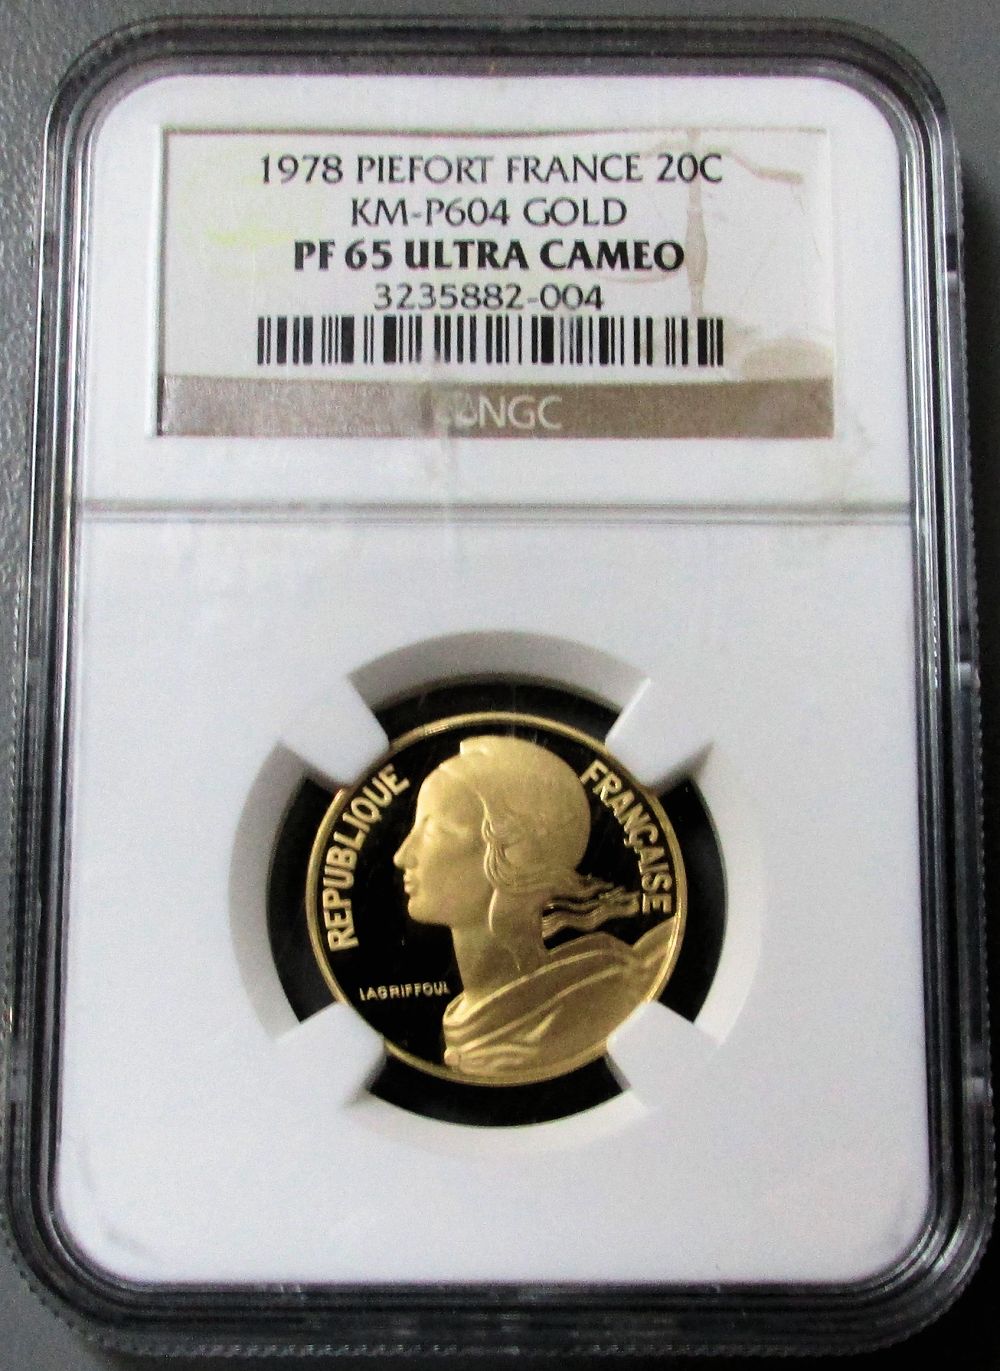 1978 PIEFORT FRANCE 20C
KM-P604 GOLD
PF 65 ULTRA CAMEO
3235882-004
NGC
REPUBLIQUE FRANÇAISE
LAGRIFFOUL